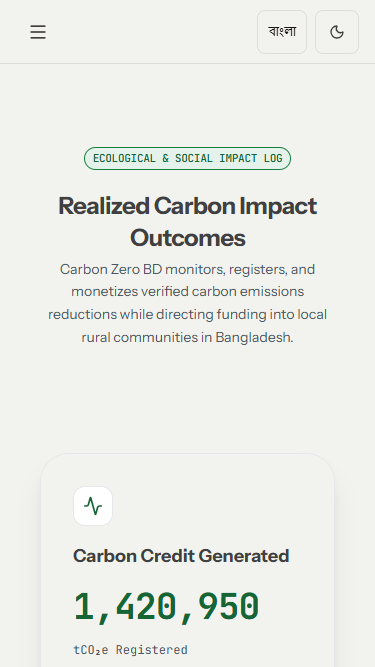 বাংলা
ECOLOGICAL & SOCIAL IMPACT LOG
Realized Carbon Impact
Outcomes
Carbon Zero BD monitors, registers, and
monetizes verified carbon emissions
reductions while directing funding into local
rural communities in Bangladesh.
Carbon Credit Generated
1,420,950
tCO₂e Registered